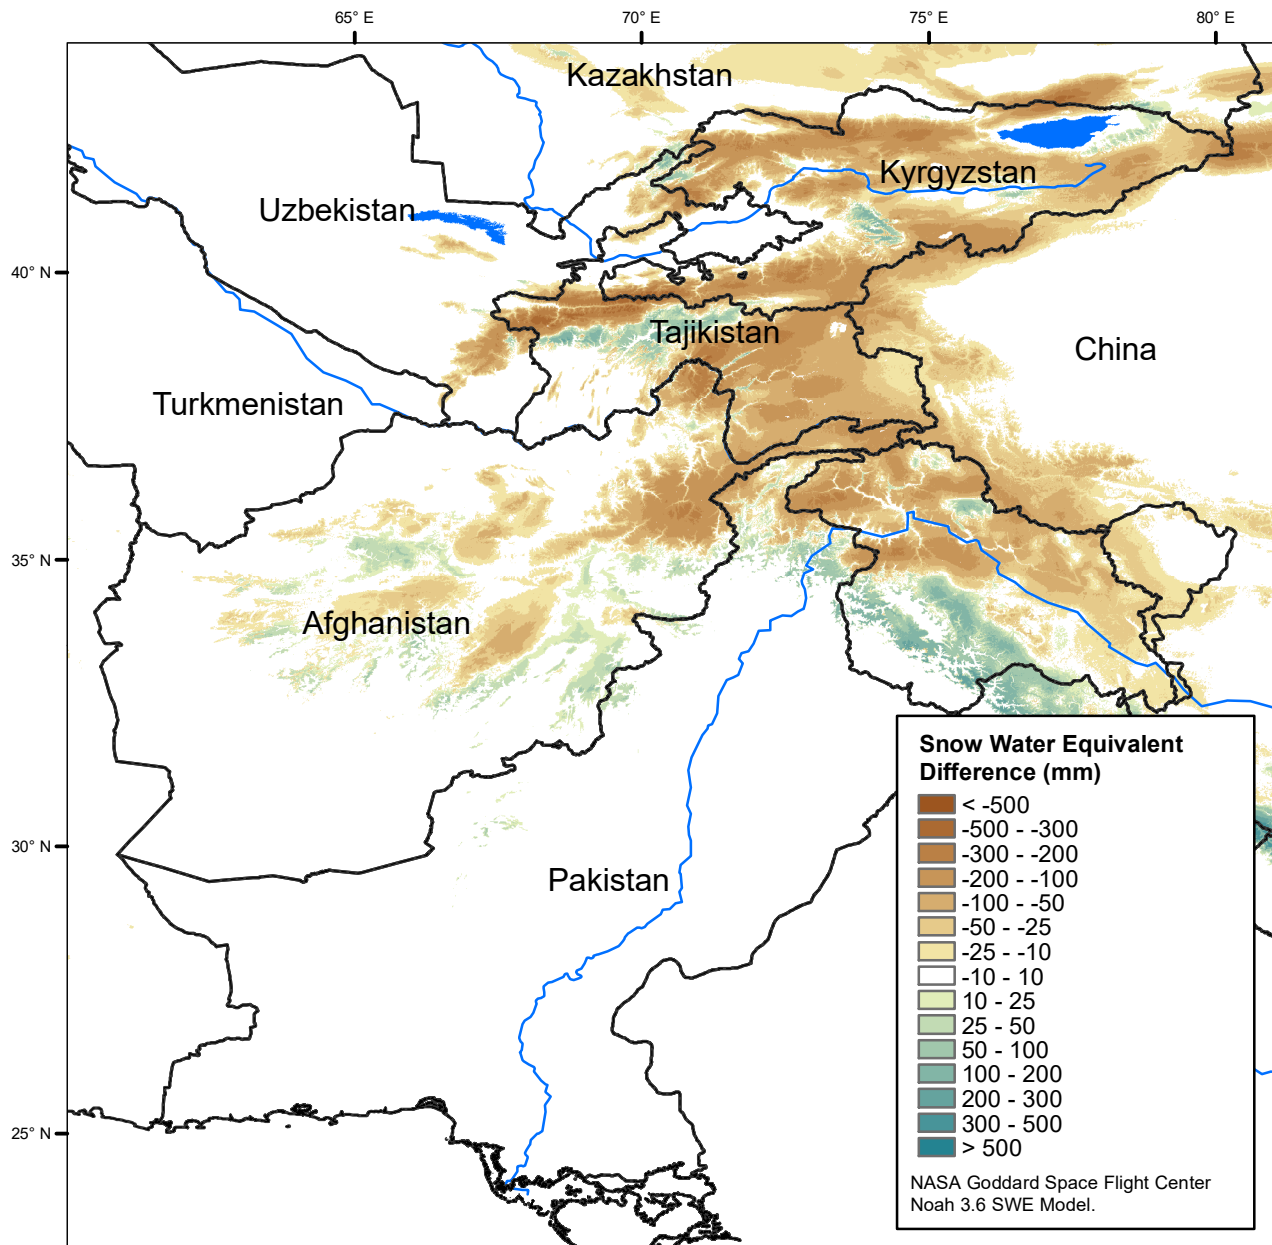 65° E
70° E
75° E
80° E
Kazakhstan
Kyrgyzstan
Uzbekistan
40° N
Tajikistan
China
Turkmenistan
35° N
Afghanistan
30° N
Pakistan
25° N
Snow Water Equivalent
Difference (mm)
< -500
-500 - -300
-300 - -200
-200 - -100
-100 - -50
-50 - -25
-25 - -10
-10 - 10
10 - 25
25 - 50
50 - 100
100 - 200
200 - 300
300 - 500
> 500
NASA Goddard Space Flight Center
Noah 3.6 SWE Model.